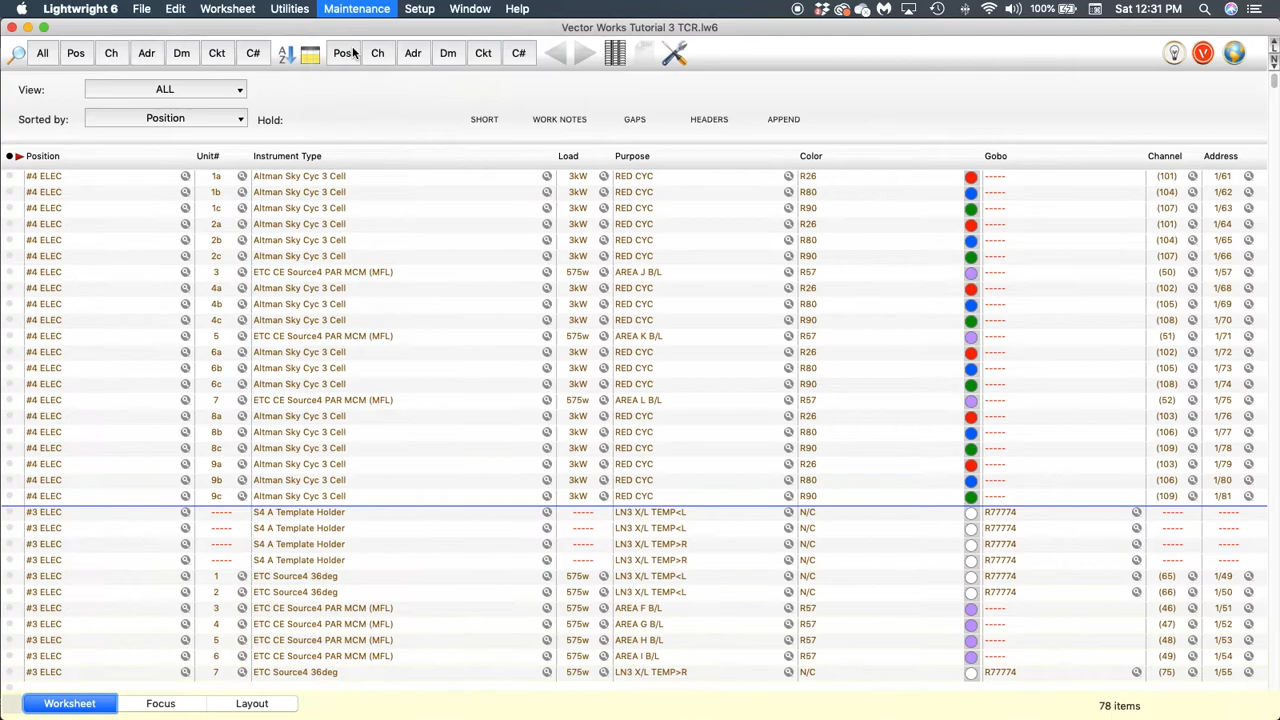 Lightwright 6 File Edit Worksheet Utilities Maintenance Setup Window Help 100% Sat 12:31 PM
Vector Works Tutorial 3 TCR.lw6
All Pos Ch Adr Dm Ckt C# A Z Pos Ch Adr Dm Ckt C# L N
View: ALL
Sorted by: Position Hold: SHORT WORK NOTES GAPS HEADERS APPEND
Position Unit# Instrument Type Load Purpose Color Gobo Channel Address
#4 ELEC 1a Altman Sky Cyc 3 Cell 3kW RED CYC R26 ----- (101) 1/61
#4 ELEC 1b Altman Sky Cyc 3 Cell 3kW RED CYC R80 ----- (104) 1/62
#4 ELEC 1c Altman Sky Cyc 3 Cell 3kW RED CYC R90 ----- (107) 1/63
#4 ELEC 2a Altman Sky Cyc 3 Cell 3kW RED CYC R26 ----- (101) 1/64
#4 ELEC 2b Altman Sky Cyc 3 Cell 3kW RED CYC R80 ----- (104) 1/65
#4 ELEC 2c Altman Sky Cyc 3 Cell 3kW RED CYC R90 ----- (107) 1/66
#4 ELEC 3 ETC CE Source4 PAR MCM (MFL) 575w AREA J B/L R57 ----- (50) 1/57
#4 ELEC 4a Altman Sky Cyc 3 Cell 3kW RED CYC R26 ----- (102) 1/68
#4 ELEC 4b Altman Sky Cyc 3 Cell 3kW RED CYC R80 ----- (105) 1/69
#4 ELEC 4c Altman Sky Cyc 3 Cell 3kW RED CYC R90 ----- (108) 1/70
#4 ELEC 5 ETC CE Source4 PAR MCM (MFL) 575w AREA K B/L R57 ----- (51) 1/71
#4 ELEC 6a Altman Sky Cyc 3 Cell 3kW RED CYC R26 ----- (102) 1/72
#4 ELEC 6b Altman Sky Cyc 3 Cell 3kW RED CYC R80 ----- (105) 1/73
#4 ELEC 6c Altman Sky Cyc 3 Cell 3kW RED CYC R90 ----- (108) 1/74
#4 ELEC 7 ETC CE Source4 PAR MCM (MFL) 575w AREA L B/L R57 ----- (52) 1/75
#4 ELEC 8a Altman Sky Cyc 3 Cell 3kW RED CYC R26 ----- (103) 1/76
#4 ELEC 8b Altman Sky Cyc 3 Cell 3kW RED CYC R80 ----- (106) 1/77
#4 ELEC 8c Altman Sky Cyc 3 Cell 3kW RED CYC R90 ----- (109) 1/78
#4 ELEC 9a Altman Sky Cyc 3 Cell 3kW RED CYC R26 ----- (103) 1/79
#4 ELEC 9b Altman Sky Cyc 3 Cell 3kW RED CYC R80 ----- (106) 1/80
#4 ELEC 9c Altman Sky Cyc 3 Cell 3kW RED CYC R90 ----- (109) 1/81
#3 ELEC ----- S4 A Template Holder ----- LN3 X/L TEMP<L N/C R77774 ----- -----
#3 ELEC ----- S4 A Template Holder ----- LN3 X/L TEMP<L N/C R77774 ----- -----
#3 ELEC ----- S4 A Template Holder ----- LN3 X/L TEMP>R N/C R77774 ----- -----
#3 ELEC ----- S4 A Template Holder ----- LN3 X/L TEMP>R N/C R77774 ----- -----
#3 ELEC 1 ETC Source4 36deg 575w LN3 X/L TEMP<L N/C R77774 (65) 1/49
#3 ELEC 2 ETC Source4 36deg 575w LN3 X/L TEMP<L N/C R77774 (66) 1/50
#3 ELEC 3 ETC CE Source4 PAR MCM (MFL) 575w AREA F B/L R57 ----- (46) 1/51
#3 ELEC 4 ETC CE Source4 PAR MCM (MFL) 575w AREA G B/L R57 ----- (47) 1/52
#3 ELEC 5 ETC CE Source4 PAR MCM (MFL) 575w AREA H B/L R57 ----- (48) 1/53
#3 ELEC 6 ETC CE Source4 PAR MCM (MFL) 575w AREA I B/L R57 ----- (49) 1/54
#3 ELEC 7 ETC Source4 36deg 575w LN3 X/L TEMP>R N/C R77774 (75) 1/55
Worksheet Focus Layout 78 items